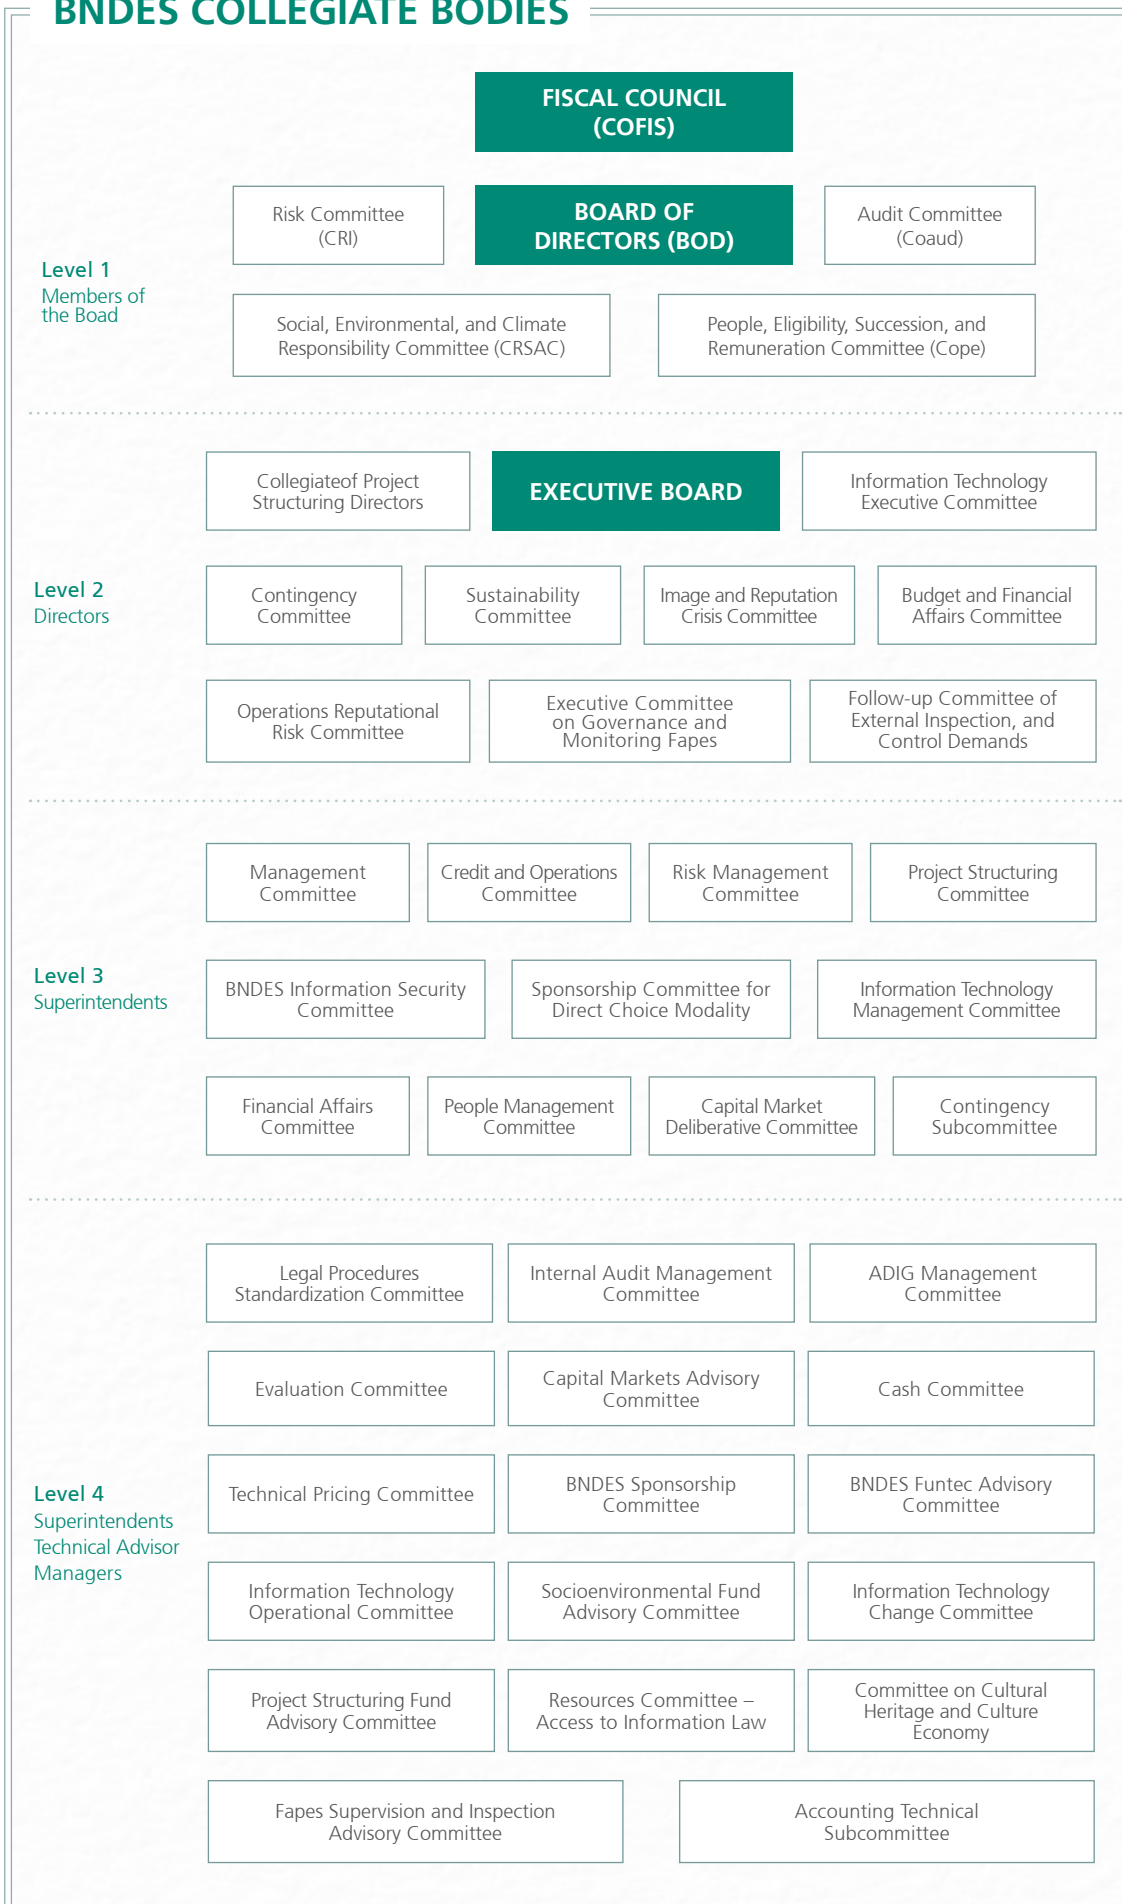 BNDES COLLEGIATE BODIES
FISCAL COUNCIL
(COFIS)
Risk Committee
(CRI)
BOARD OF
DIRECTORS (BOD)
Audit Committee
(Coaud)
Level 1
Members of
the Boad
Social, Environmental, and Climate
Responsibility Committee (CRSAC)
People, Eligibility, Succession, and
Remuneration Committee (Cope)
Collegiateof Project
Structuring Directors
EXECUTIVE BOARD
Information Technology
Executive Committee
Level 2
Directors
Contingency
Committee
Sustainability
Committee
Image and Reputation
Crisis Committee
Budget and Financial
Affairs Committee
Operations Reputational
Risk Committee
Executive Committee
on Governance and
Monitoring Fapes
Follow-up Committee of
External Inspection, and
Control Demands
Management
Committee
Credit and Operations
Committee
Risk Management
Committee
Project Structuring
Committee
Level 3
Superintendents
BNDES Information Security
Committee
Sponsorship Committee for
Direct Choice Modality
Information Technology
Management Committee
Financial Affairs
Committee
People Management
Committee
Capital Market
Deliberative Committee
Contingency
Subcommittee
Legal Procedures
Standardization Committee
Internal Audit Management
Committee
ADIG Management
Committee
Evaluation Committee
Capital Markets Advisory
Committee
Cash Committee
Level 4
Superintendents
Technical Advisor
Managers
Technical Pricing Committee
BNDES Sponsorship
Committee
BNDES Funtec Advisory
Committee
Information Technology
Operational Committee
Socioenvironmental Fund
Advisory Committee
Information Technology
Change Committee
Project Structuring Fund
Advisory Committee
Resources Committee –
Access to Information Law
Committee on Cultural
Heritage and Culture
Economy
Fapes Supervision and Inspection
Advisory Committee
Accounting Technical
Subcommittee